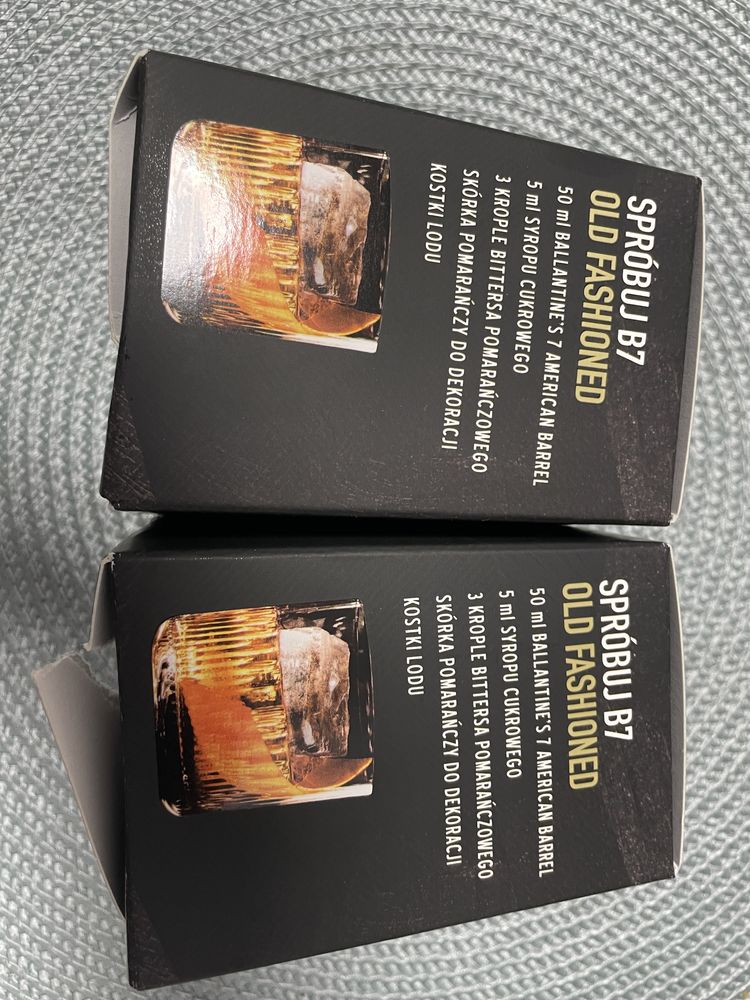 SPRÓBUJ B7
OLD FASHIONED
50 ml BALLANTINE'S 7 AMERICAN BARREL
5 ml SYROPU CUKROWEGO
3 KROPLE BITTERSA POMARAŃCZOWEGO
SKÓRKA POMARAŃCZY DO DEKORACJI
KOSTKI LODU
SPRÓBUJ B7
OLD FASHIONED
50 ml BALLANTINE'S 7 AMERICAN BARREL
5 ml SYROPU CUKROWEGO
3 KROPLE BITTERSA POMARAŃCZOWEGO
SKÓRKA POMARAŃCZY DO DEKORACJI
KOSTKI LODU